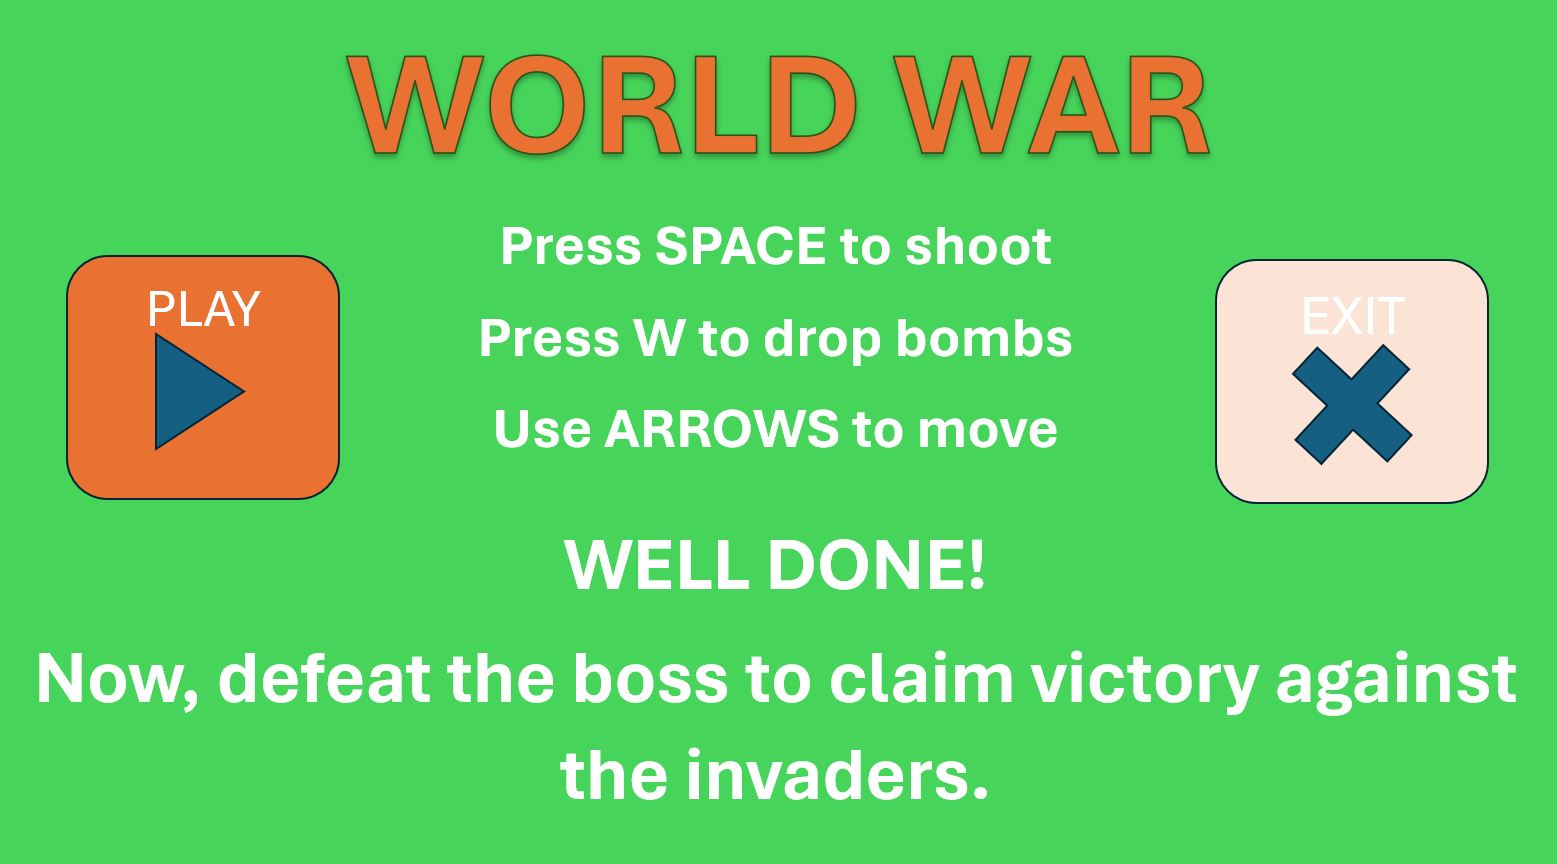 WORLD WAR
Press SPACE to shoot
PLAY
EXIT
Press W to drop bombs
Use ARROWS to move
WELL DONE!
Now, defeat the boss to claim victory against
the invaders.